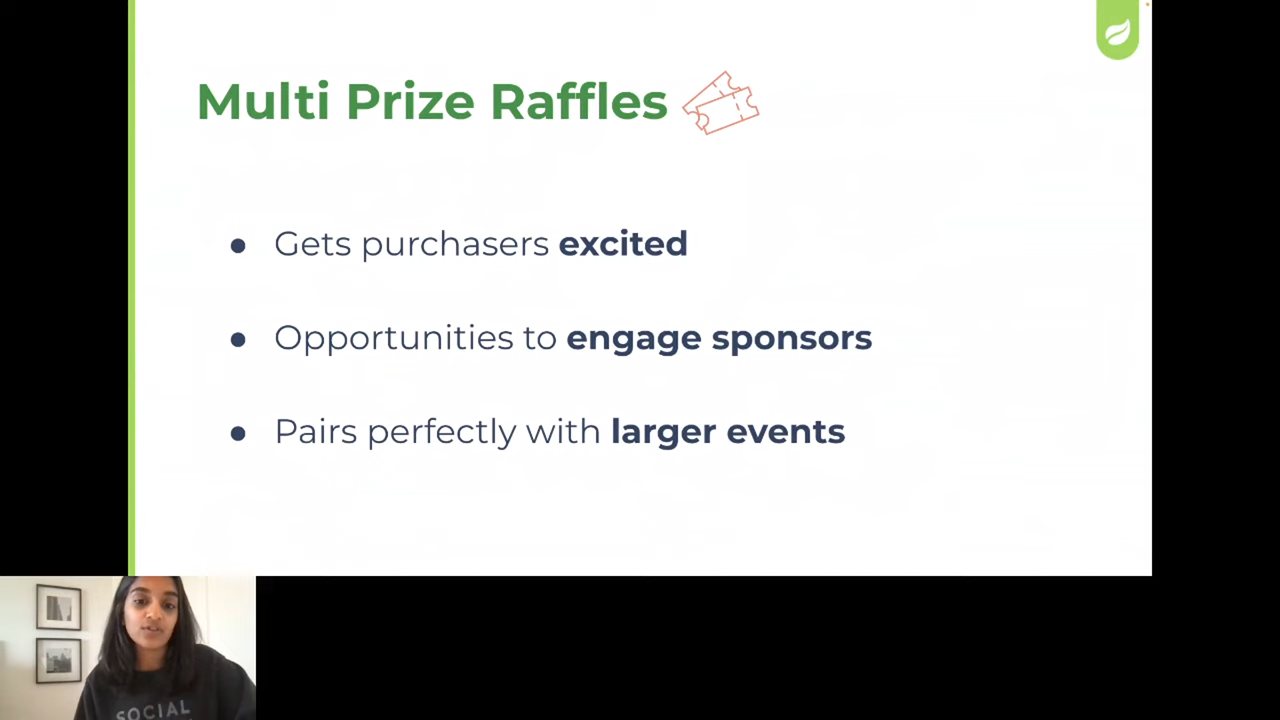 Multi Prize Raffles
● Gets purchasers excited
● Opportunities to engage sponsors
● Pairs perfectly with larger events
SOCIAL